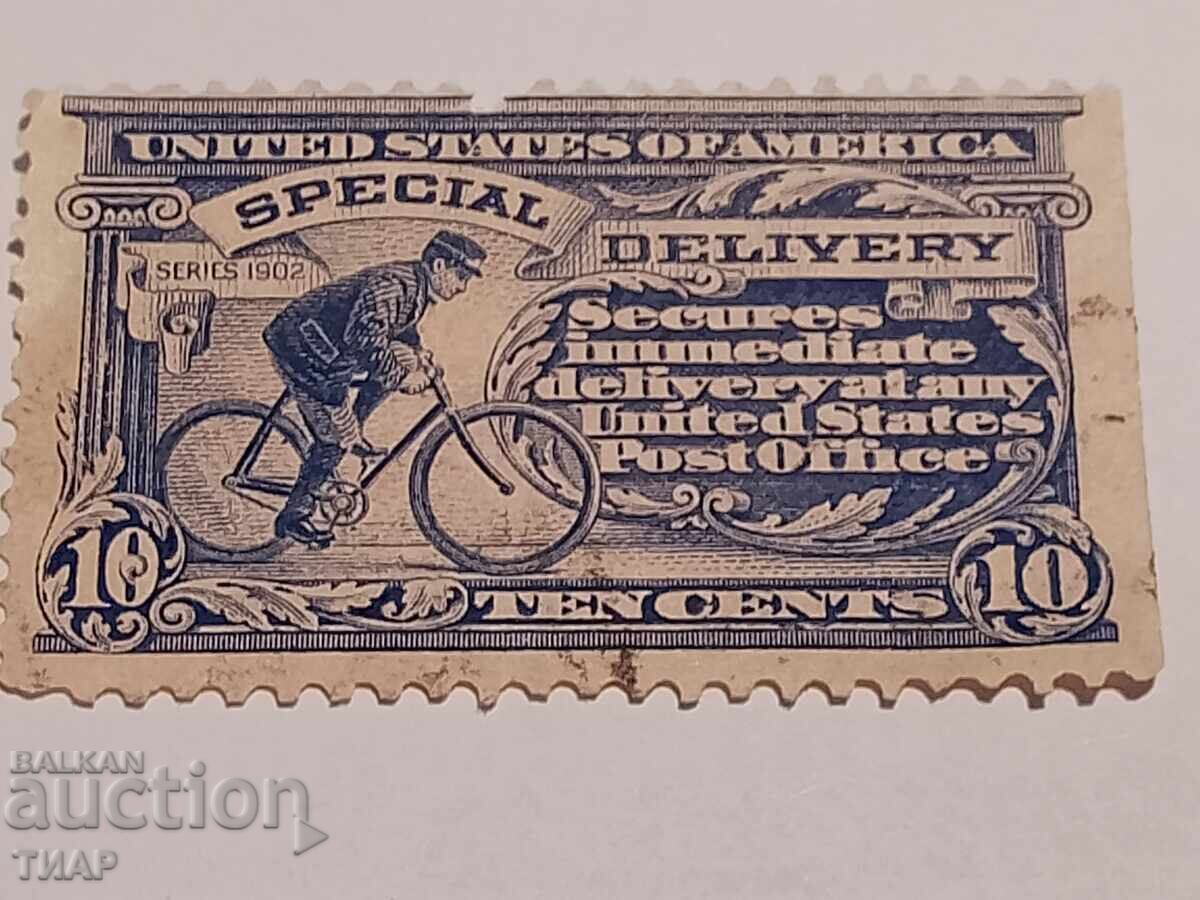 UNITED STATES OF AMERICA
SPECIAL
DELIVERY
SERIES 1902
Secures
immediate
delivery at any
United States
Post Office
10
TEN CENTS
10
BALKAN
auction
ТИАР